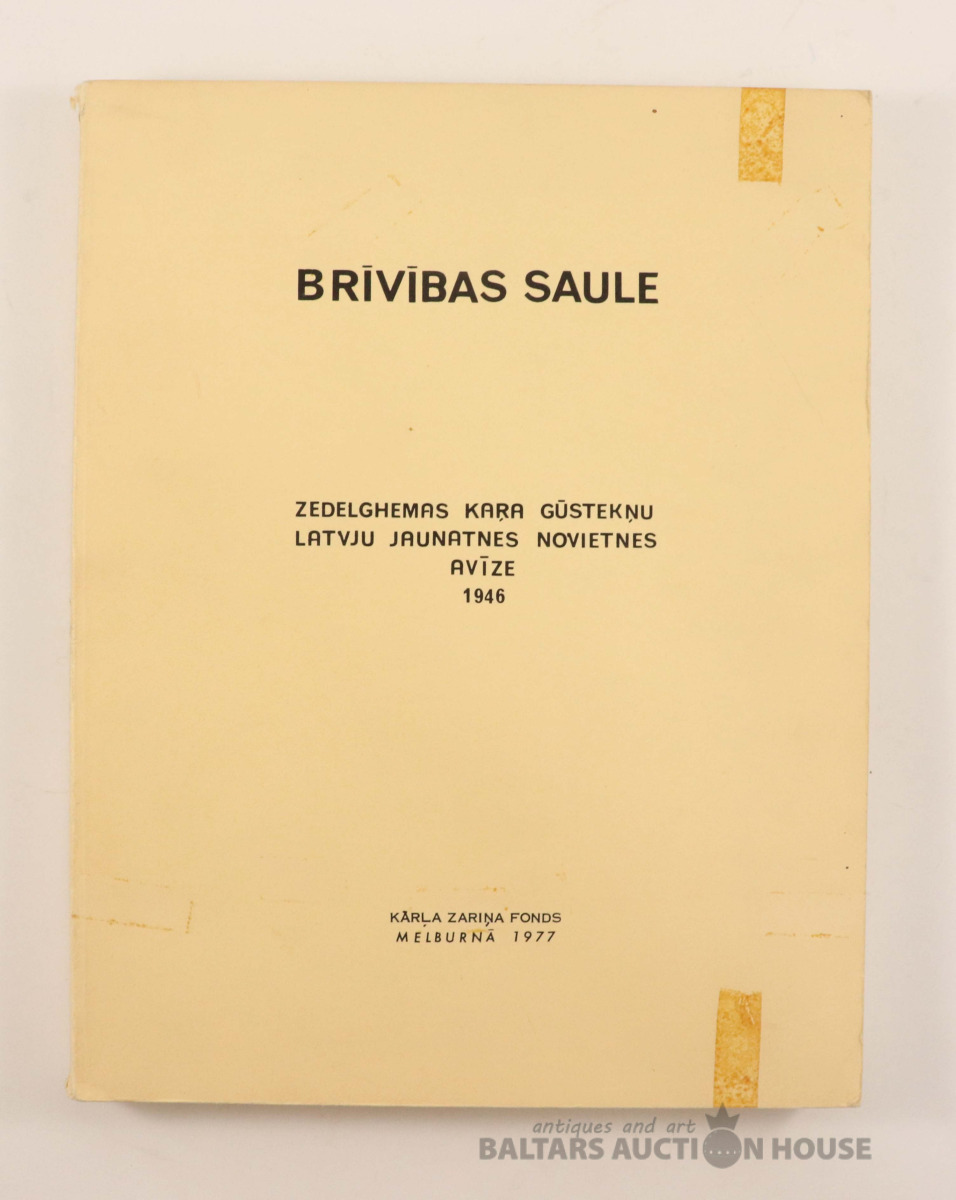 BRĪVĪBAS SAULE
ZEDELGHEMAS KAŖA GŪSTEKŅU
LATVJU JAUNATNES NOVIETNES
AVĪZE
1946
KĀRĻA ZARIŅA FONDS
MELBURNĀ 1977
antiques and art
BALTARS AUCTION HOUSE